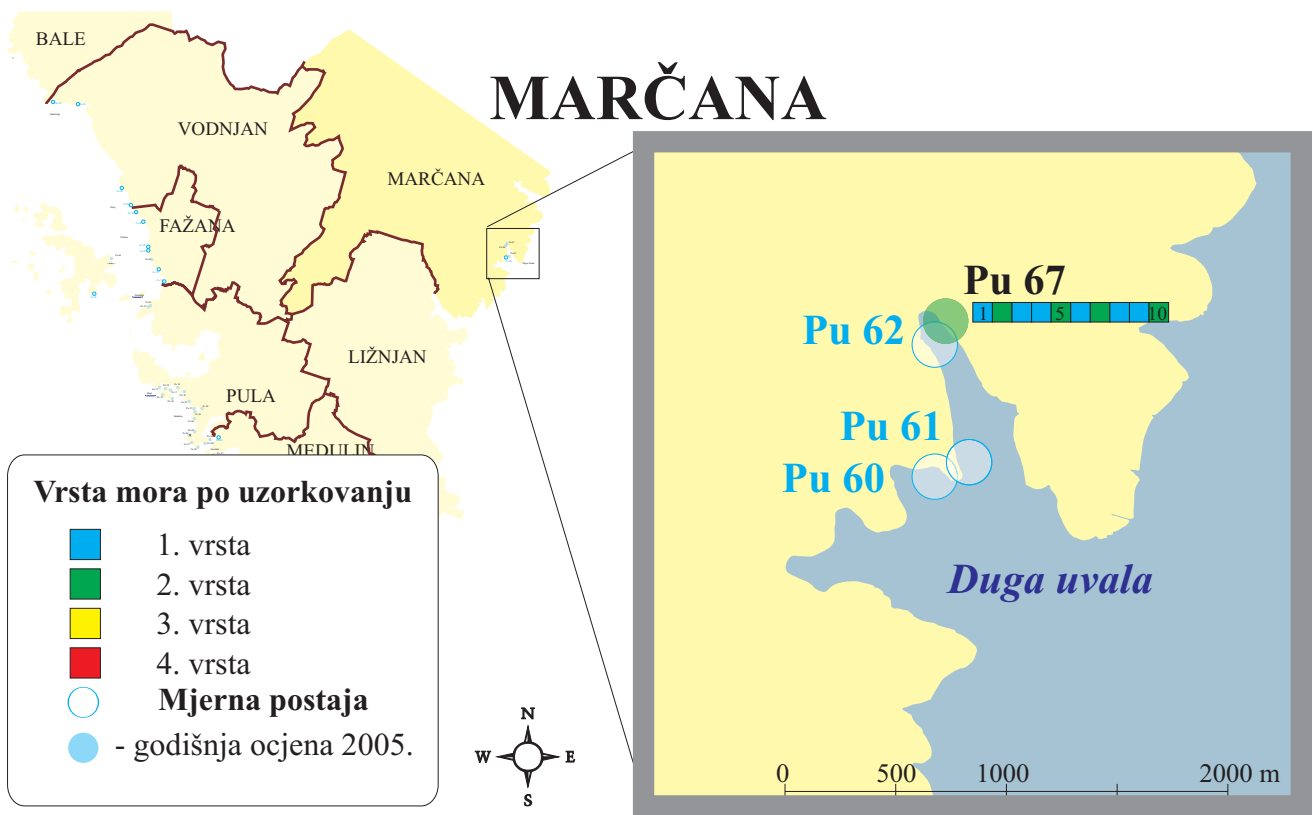 MARČANA
BALE
VODNJAN
MARČANA
FAŽANA
LIŽNJAN
PULA
MEDULIN
Pu 67
1 5 10
Pu 62
Pu 61
Pu 60
Duga uvala
Vrsta mora po uzorkovanju
1. vrsta
2. vrsta
3. vrsta
4. vrsta
Mjerna postaja
- godišnja ocjena 2005.
N
W E
S
0 500 1000 2000 m